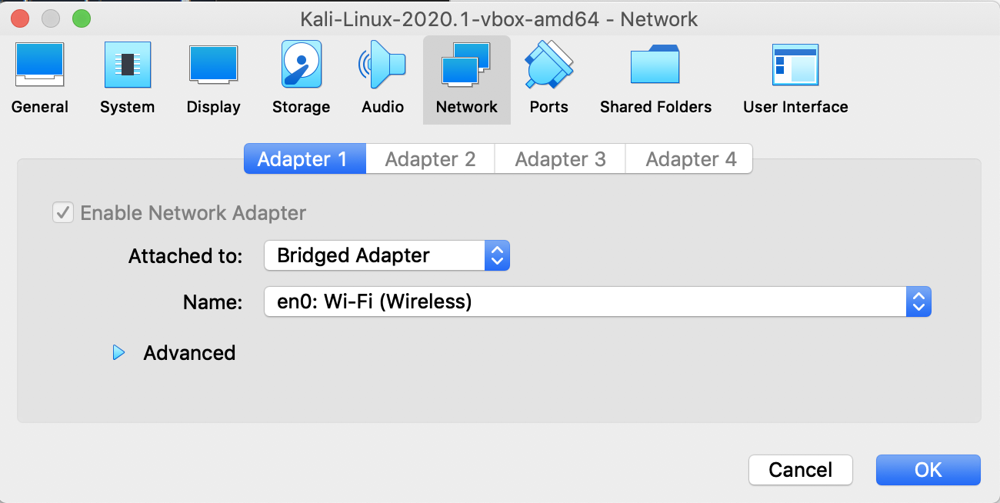 Kali-Linux-2020.1-vbox-amd64 - Network
General System Display Storage Audio Network Ports Shared Folders User Interface
Adapter 1 Adapter 2 Adapter 3 Adapter 4
Enable Network Adapter
Attached to: Bridged Adapter
Name: en0: Wi-Fi (Wireless)
Advanced
Cancel OK